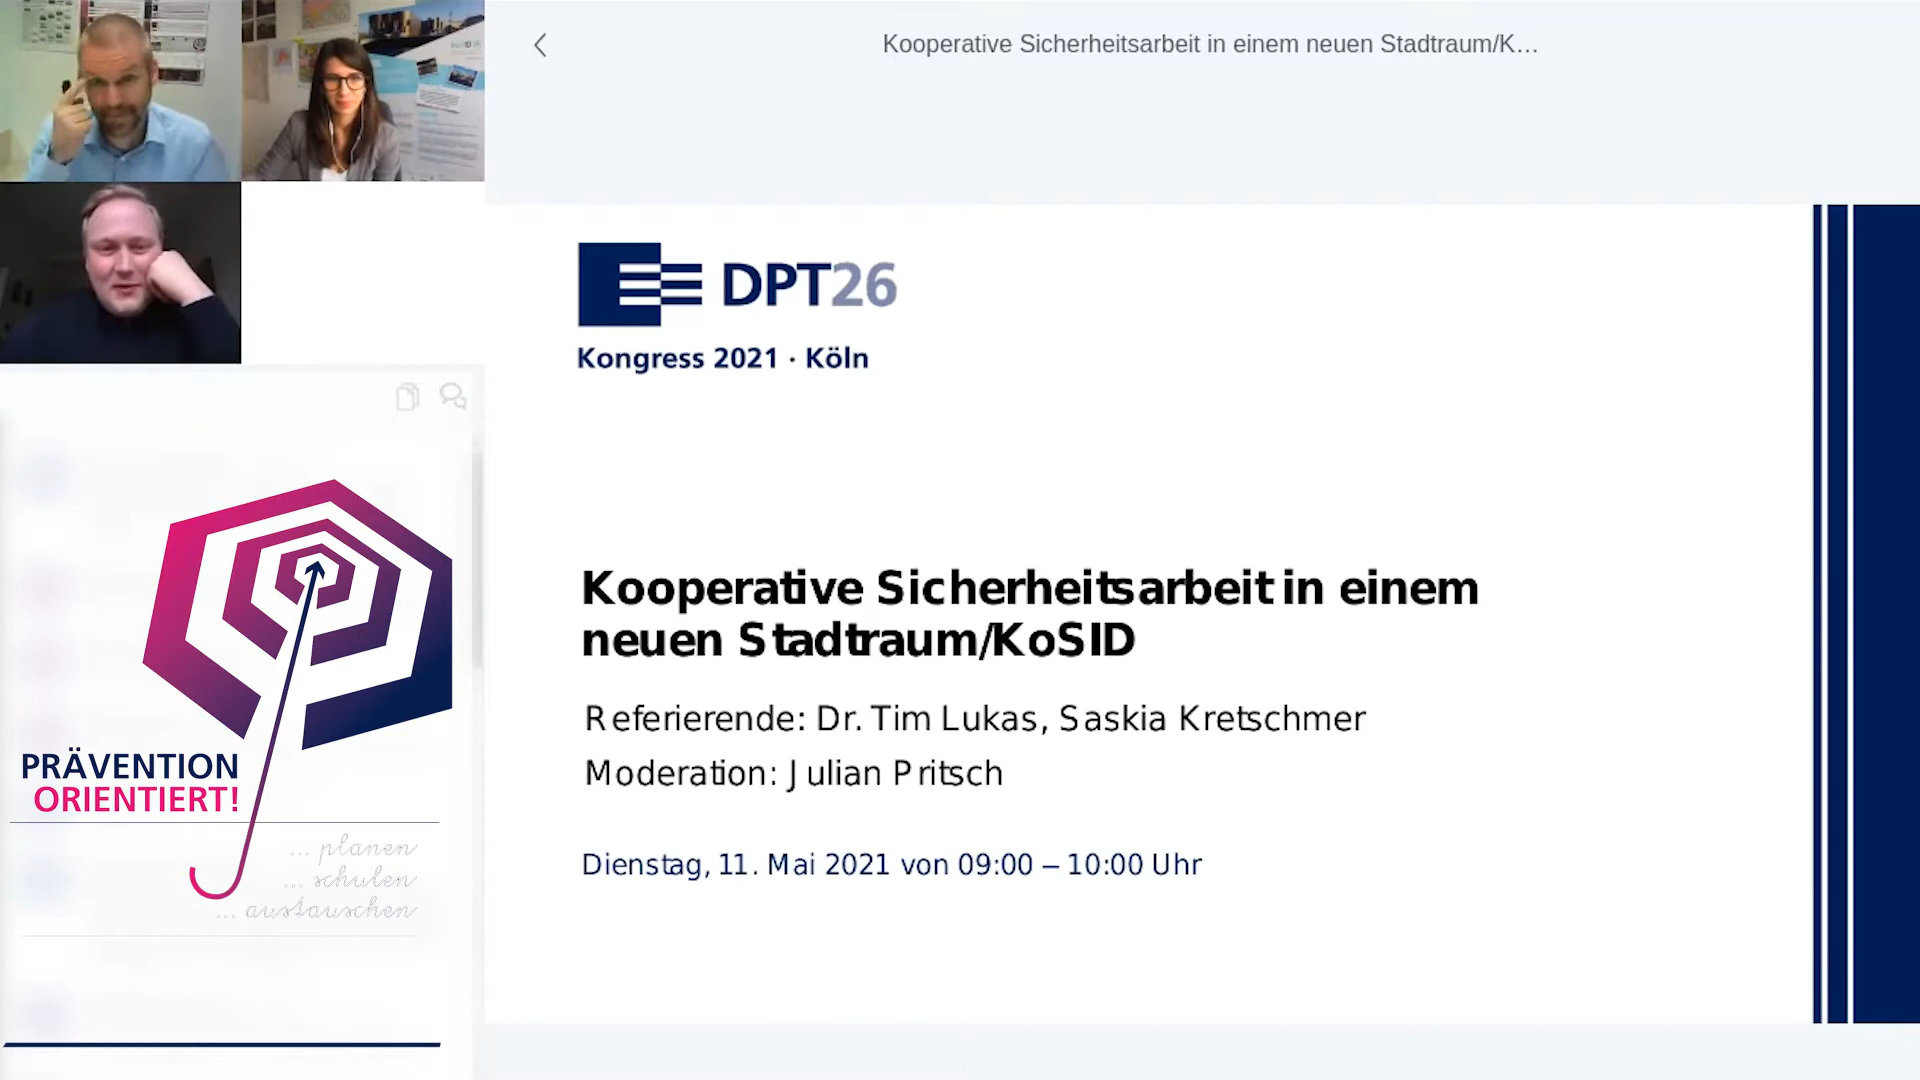 Kooperative Sicherheitsarbeit in einem neuen Stadtraum/K...
DPT26
Kongress 2021 · Köln
Kooperative Sicherheitsarbeit in einem
neuen Stadtraum/KoSID
Referierende: Dr. Tim Lukas, Saskia Kretschmer
Moderation: Julian Pritsch
Dienstag, 11. Mai 2021 von 09:00 – 10:00 Uhr
PRÄVENTION
ORIENTIERT!
... planen
... schulen
... austauschen